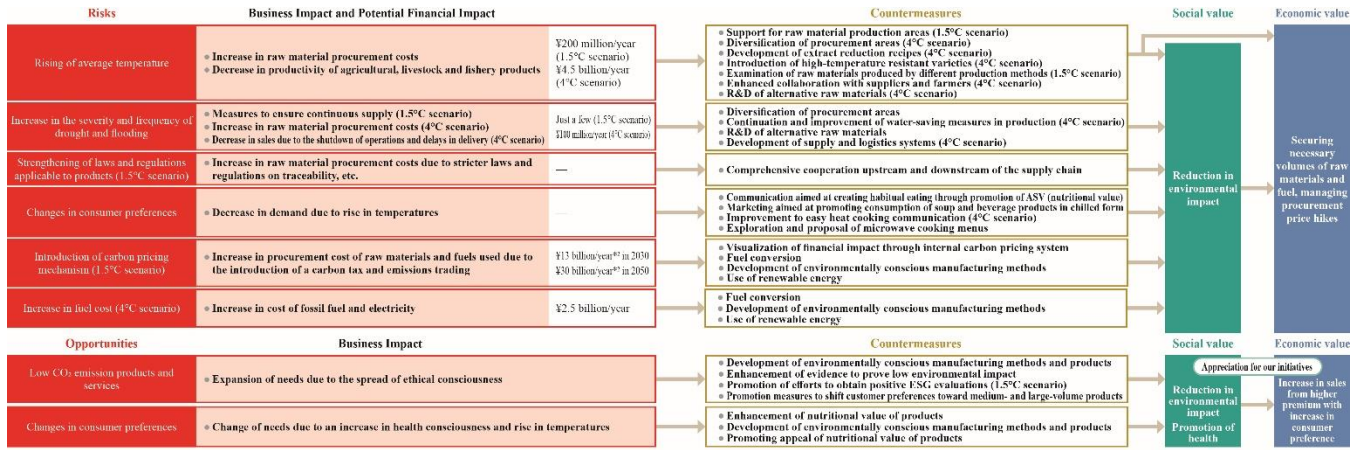 Risks
Business Impact and Potential Financial Impact
Countermeasures
Social value
Economic value
Rising of average temperature
● Increase in raw material procurement costs
● Decrease in productivity of agricultural, livestock and fishery products
¥200 million/year
(1.5°C scenario)
¥4.5 billion/year
(4°C scenario)
● Support for raw material production areas (1.5°C scenario)
● Diversification of procurement areas (4°C scenario)
● Development of extract reduction recipes (4°C scenario)
● Introduction of high-temperature resistant varieties (4°C scenario)
● Examination of raw materials produced by different production methods (1.5°C scenario)
● Enhanced collaboration with suppliers and farmers (4°C scenario)
● R&D of alternative raw materials (4°C scenario)
Increase in the severity and frequency of
drought and flooding
● Measures to ensure continuous supply (1.5°C scenario)
● Increase in raw material procurement costs (4°C scenario)
● Decrease in sales due to the shutdown of operations and delays in delivery (4°C scenario)
Just a few (1.5°C scenario)
¥100 million/year (4°C scenario)
● Diversification of procurement areas
● Continuation and improvement of water-saving measures in production (4°C scenario)
● R&D of alternative raw materials
● Development of supply and logistics systems (4°C scenario)
Strengthening of laws and regulations
applicable to products (1.5°C scenario)
● Increase in raw material procurement costs due to stricter laws and
regulations on traceability, etc.
—
● Comprehensive cooperation upstream and downstream of the supply chain
Changes in consumer preferences
● Decrease in demand due to rise in temperatures
—
● Communication aimed at creating habitual eating through promotion of ASV (nutritional value)
● Marketing aimed at promoting consumption of soup and beverage products in chilled form
● Improvement to easy heat cooking communication (4°C scenario)
● Exploration and proposal of microwave cooking menus
Introduction of carbon pricing
mechanism (1.5°C scenario)
● Increase in procurement cost of raw materials and fuels used due to
the introduction of a carbon tax and emissions trading
¥13 billion/year in 2030
¥30 billion/year in 2050
● Visualization of financial impact through internal carbon pricing system
● Fuel conversion
● Development of environmentally conscious manufacturing methods
● Use of renewable energy
Increase in fuel cost (4°C scenario)
● Increase in cost of fossil fuel and electricity
¥2.5 billion/year
● Fuel conversion
● Development of environmentally conscious manufacturing methods
● Use of renewable energy
Reduction in
environmental
impact
Securing
necessary
volumes of raw
materials and
fuel, managing
procurement
price hikes
Opportunities
Business Impact
Countermeasures
Social value
Economic value
Low CO₂ emission products and
services
● Expansion of needs due to the spread of ethical consciousness
● Development of environmentally conscious manufacturing methods and products
● Enhancement of evidence to prove low environmental impact
● Promotion of efforts to obtain positive ESG evaluations (1.5°C scenario)
● Promotion measures to shift customer preferences toward medium- and large-volume products
Changes in consumer preferences
● Change of needs due to an increase in health consciousness and rise in temperatures
● Enhancement of nutritional value of products
● Development of environmentally conscious manufacturing methods and products
● Promoting appeal of nutritional value of products
Appreciation for our initiatives
Reduction in
environmental
impact
Promotion of
health
Increase in sales
from higher
premium with
increase in
consumer
preference